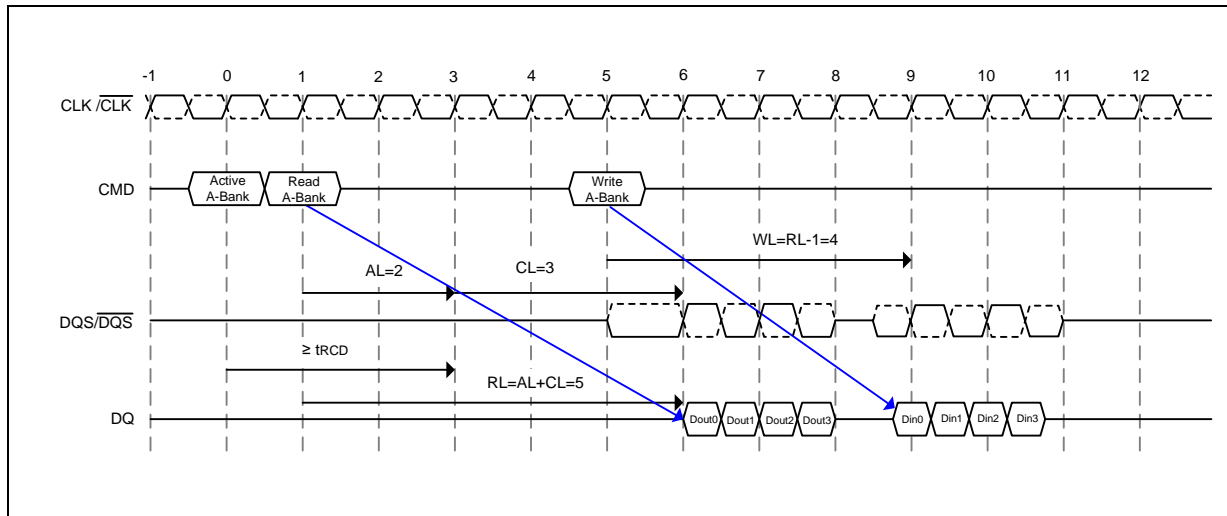 -1 0 1 2 3 4 5 6 7 8 9 10 11 12
CLK /CLK
Active
A-Bank
Read
A-Bank
Write
A-Bank
CMD
WL=RL-1=4
AL=2
CL=3
DQS/DQS
≥ tRCD
RL=AL+CL=5
DQ
Dout0 Dout1 Dout2 Dout3
Din0 Din1 Din2 Din3